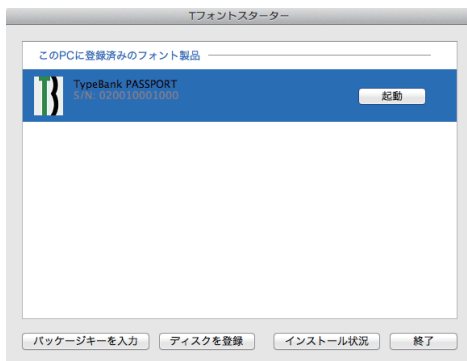 Tフォントスターター
このPCに登録済みのフォント製品
TypeBank PASSPORT
S/N: 020010001000
起動
パッケージキーを入力 ディスクを登録 インストール状況 終了